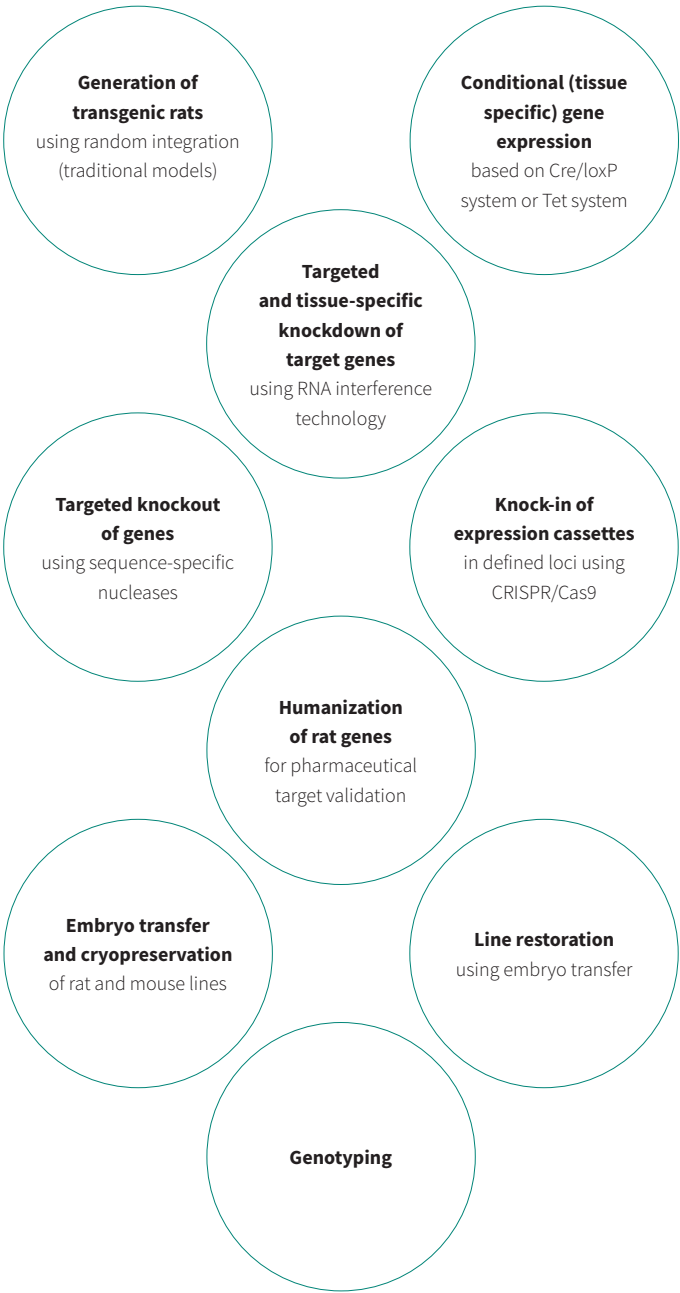 Generation of
transgenic rats
using random integration
(traditional models)
Conditional (tissue
specific) gene
expression
based on Cre/loxP
system or Tet system
Targeted
and tissue-specific
knockdown of
target genes
using RNA interference
technology
Targeted knockout
of genes
using sequence-specific
nucleases
Knock-in of
expression cassettes
in defined loci using
CRISPR/Cas9
Humanization
of rat genes
for pharmaceutical
target validation
Embryo transfer
and cryopreservation
of rat and mouse lines
Line restoration
using embryo transfer
Genotyping